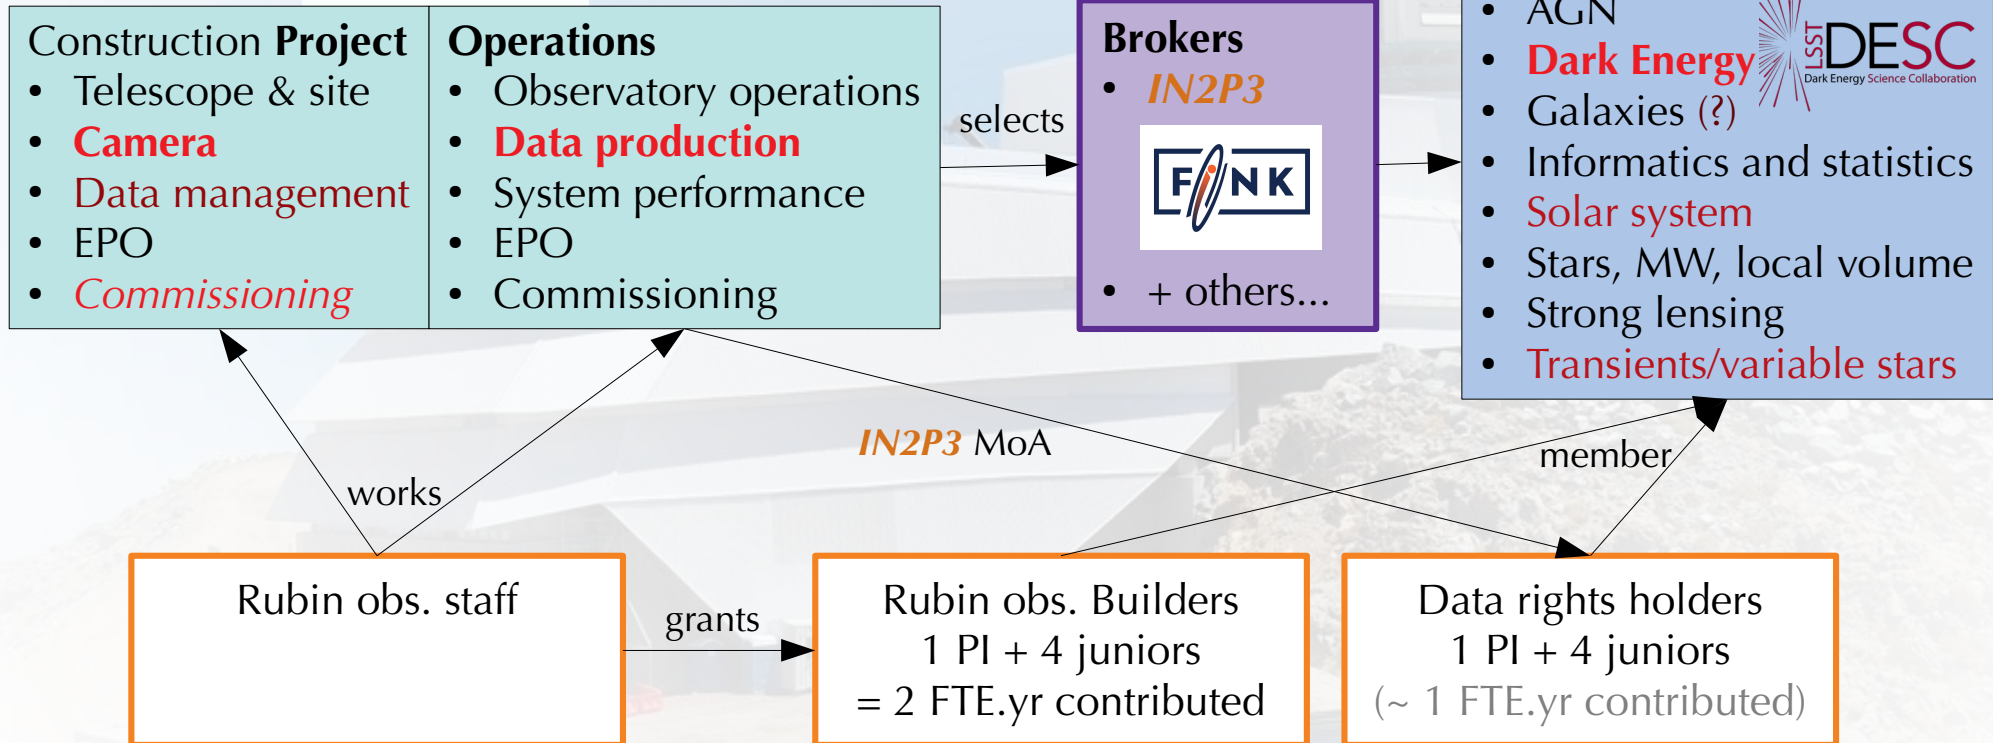 Construction Project
• Telescope & site
• Camera
• Data management
• EPO
• Commissioning
Operations
• Observatory operations
• Data production
• System performance
• EPO
• Commissioning
selects
Brokers
• IN2P3
FINK
• + others...
• AGN
• Dark Energy
• Galaxies (?)
• Informatics and statistics
• Solar system
• Stars, MW, local volume
• Strong lensing
• Transients/variable stars
LSST
DESC
Dark Energy Science Collaboration
works
IN2P3 MoA
member
Rubin obs. staff
grants
Rubin obs. Builders
1 PI + 4 juniors
= 2 FTE.yr contributed
Data rights holders
1 PI + 4 juniors
(~ 1 FTE.yr contributed)